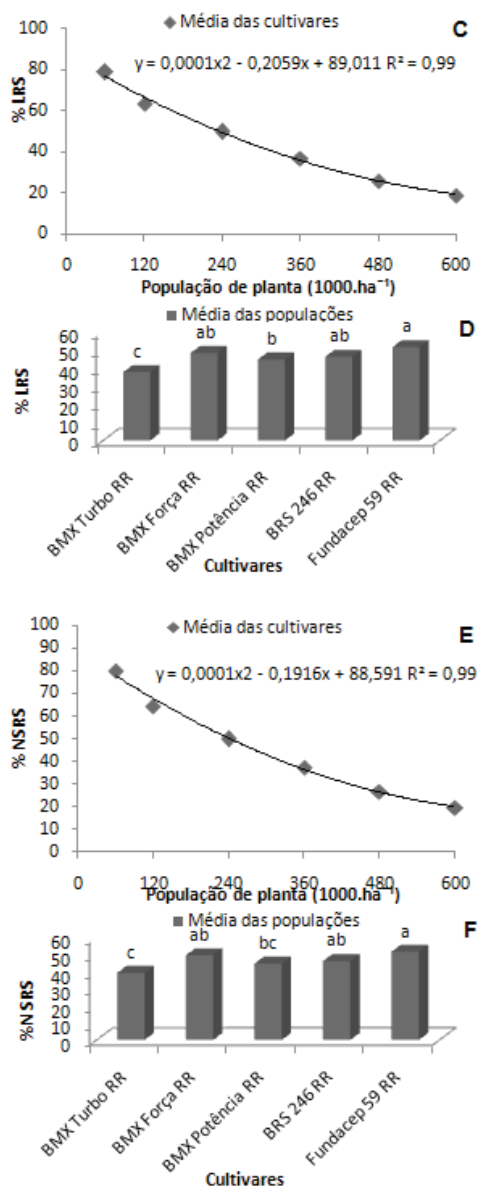 Média das cultivares
C
y = 0,0001x2 - 0,2059x + 89,011 R² = 0,99
% LRS
100
80
60
40
20
0
0 120 240 360 480 600
População de planta (1000.ha⁻¹)
Média das populações
D
% LRS
60
50
40
30
20
10
0
c ab b ab a
BMX Turbo RR
BMX Força RR
BMX Potência RR
BRS 246 RR
Fundacep 59 RR
Cultivares
Média das cultivares
E
y = 0,0001x2 - 0,1916x + 88,591 R² = 0,99
% NSRS
100
90
80
70
60
50
40
30
20
10
0
0 120 240 360 480 600
População de planta (1000.ha⁻¹)
Média das populações
F
%N SRS
60
50
40
30
20
10
0
c ab bc ab a
BMX Turbo RR
BMX Força RR
BMX Potência RR
BRS 246 RR
Fundacep 59 RR
Cultivares